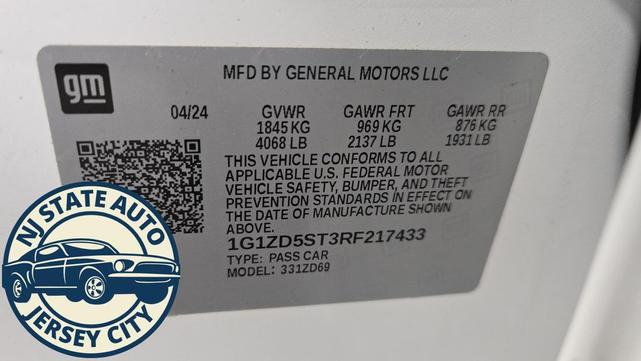 gm
MFD BY GENERAL MOTORS LLC
04/24 GVWR GAWR FRT GAWR RR
1845 KG 969 KG 876 KG
4068 LB 2137 LB 1931 LB
THIS VEHICLE CONFORMS TO ALL
APPLICABLE U.S. FEDERAL MOTOR
VEHICLE SAFETY, BUMPER, AND THEFT
PREVENTION STANDARDS IN EFFECT ON
THE DATE OF MANUFACTURE SHOWN
ABOVE.
1G1ZD5ST3RF217433
TYPE: PASS CAR
MODEL: 331ZD69
NJ STATE AUTO
JERSEY CITY